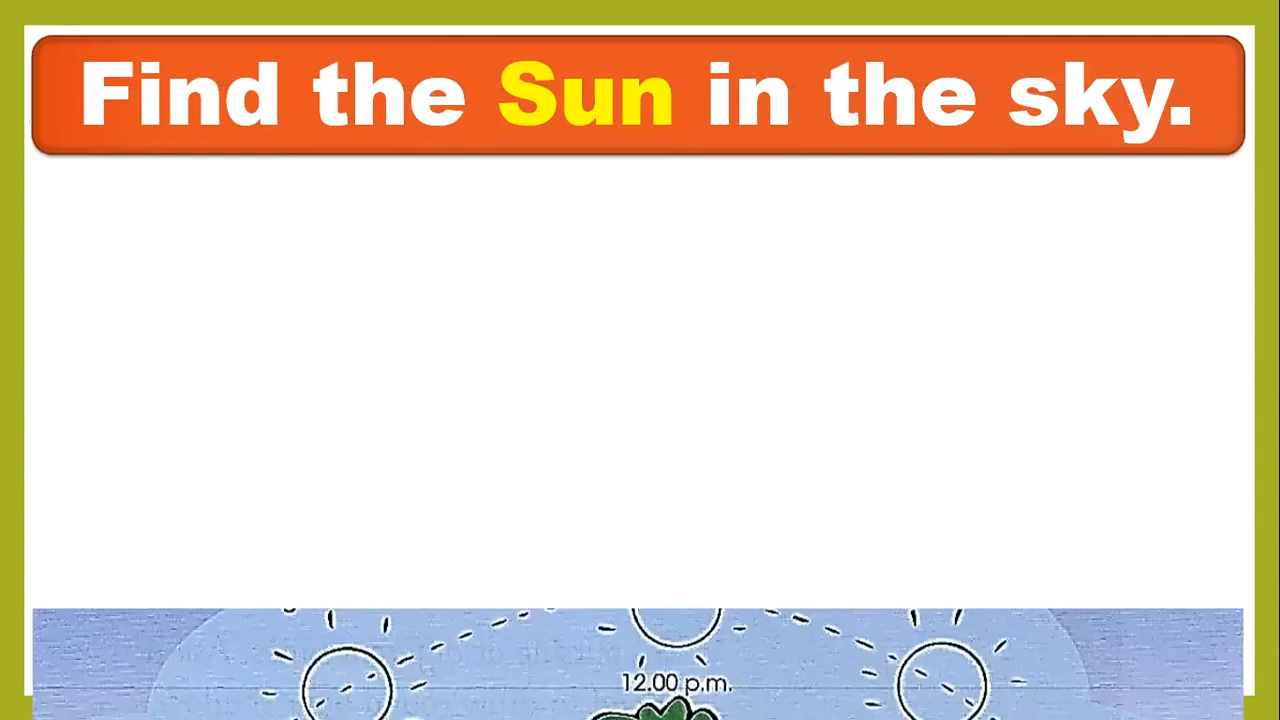 Find the Sun in the sky.
12.00 p.m.